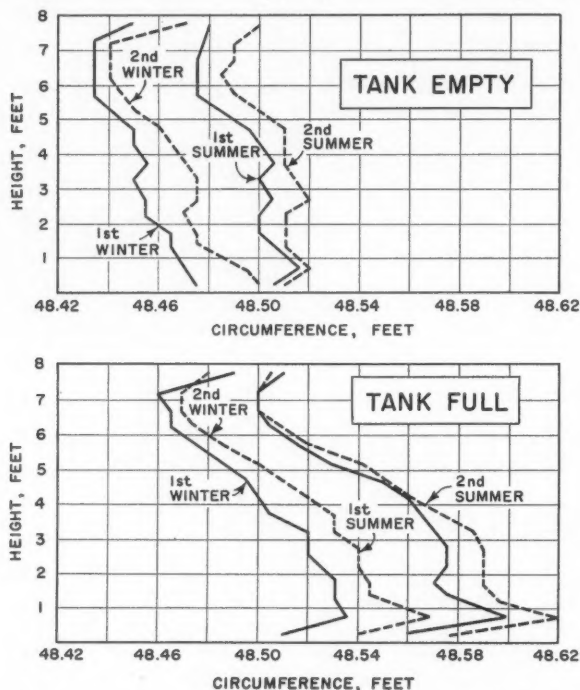 8
7
6
5
4
3
2
1
HEIGHT, FEET
2nd
WINTER
TANK EMPTY
1st
SUMMER
2nd
SUMMER
1st
WINTER
48.42 48.46 48.50 48.54 48.58 48.62
CIRCUMFERENCE, FEET
8
7
6
5
4
3
2
1
HEIGHT, FEET
TANK FULL
2nd
WINTER
1st
WINTER
2nd
SUMMER
1st
SUMMER
48.42 48.46 48.50 48.54 48.58 48.62
CIRCUMFERENCE, FEET